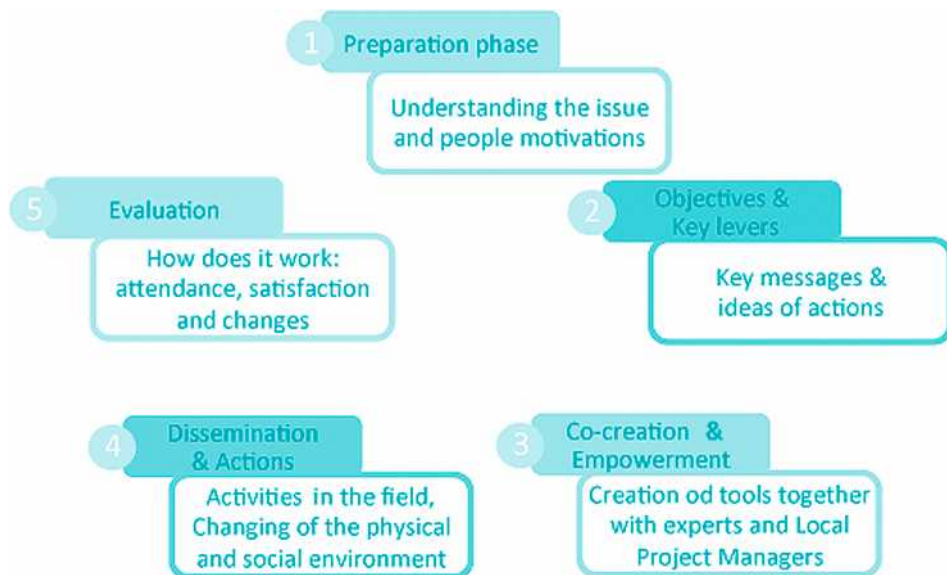 1
Preparation phase
Understanding the issue
and people motivations
2
Objectives &
Key levers
Key messages &
ideas of actions
3
Co-creation &
Empowerment
Creation od tools together
with experts and Local
Project Managers
4
Dissemination
& Actions
Activities in the field,
Changing of the physical
and social environment
5
Evaluation
How does it work:
attendance, satisfaction
and changes